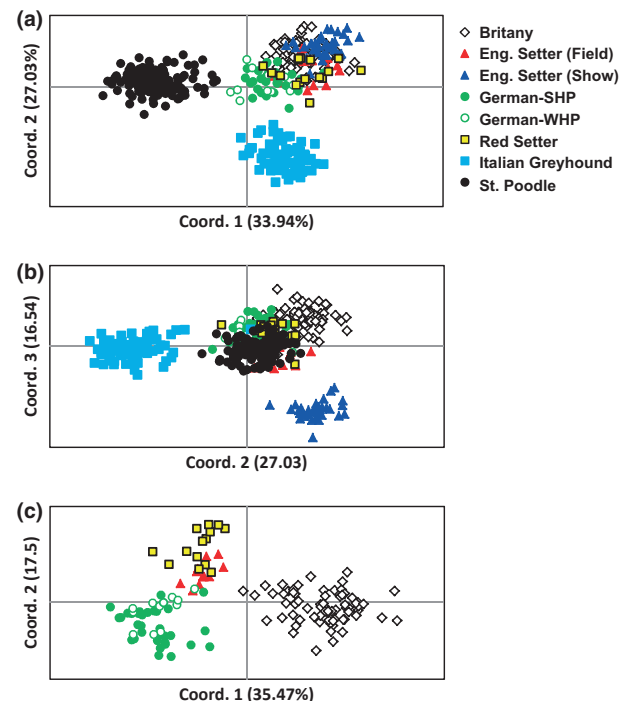 (a)
Coord. 2 (27.03%)
Coord. 1 (33.94%)
Britany
Eng. Setter (Field)
Eng. Setter (Show)
German-SHP
German-WHP
Red Setter
Italian Greyhound
St. Poodle
(b)
Coord. 3 (16.54)
Coord. 2 (27.03)
(c)
Coord. 2 (17.5)
Coord. 1 (35.47%)